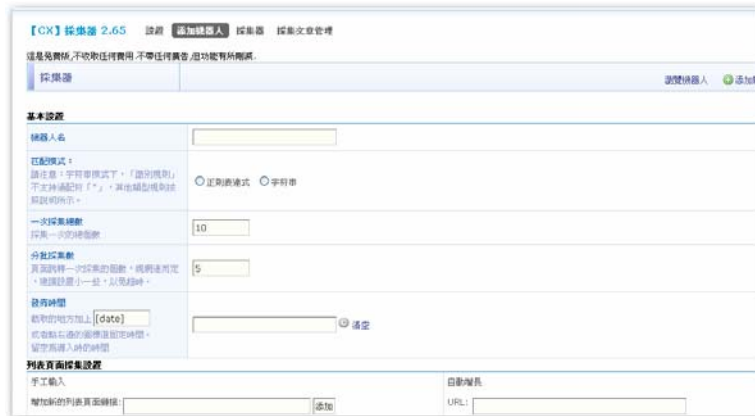 【CX】採集器 2.65 設置 添加機器人 採集器 採集文章管理
這是免費版,不收取任何費用.不帶任何廣告,但功能有所刪減.
採集器 瀏覽機器人 添加
基本設置
機器人名
匹配模式：
請注意：字符串模式下，「識別規則」
不支持通配符「*」，其他類型規則按
照說明所示。
正則表達式 字符串
一次採集總數
採集一次的總個數
10
分批採集數
頁面跳轉一次採集的個數，視網速而定
，建議設置小一些，以免超時。
5
發佈時間
截取的地方加上 [date]
或者點右邊的圖標選固定時間。
留空為導入時的時間
清空
列表頁面採集設置
手工輸入 自動增長
增加新的列表頁面鏈接: 添加 URL: